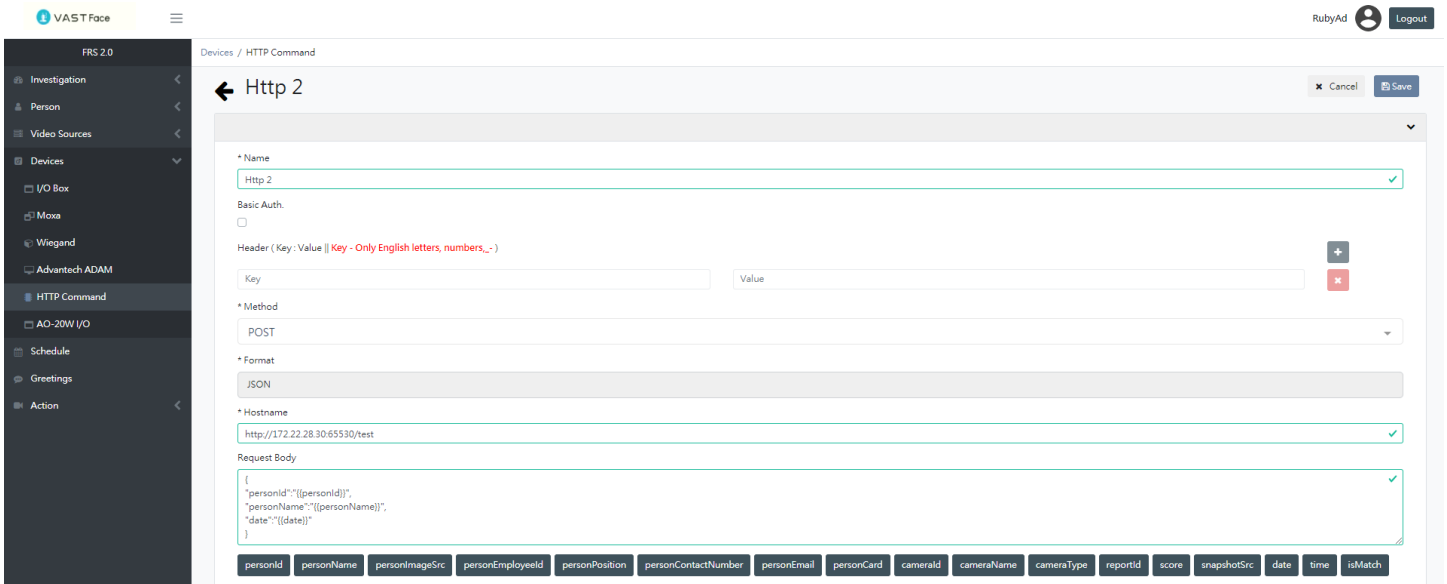 VAST Face
RubyAd
Logout
FRS 2.0
Investigation
Person
Video Sources
Devices
I/O Box
Moxa
Wiegand
Advantech ADAM
HTTP Command
AO-20W I/O
Schedule
Greetings
Action
Devices / HTTP Command
Http 2
Cancel
Save
* Name
Http 2
Basic Auth.
Header ( Key : Value || Key - Only English letters, numbers,_- )
Key Value
* Method
POST
* Format
JSON
* Hostname
http://172.22.28.30:65530/test
Request Body
{
"personId":"{{personId}}",
"personName":"{{personName}}",
"date":"{{date}}"
}
personId personName personImageSrc personEmployeeId personPosition personContactNumber personEmail personCard cameraId cameraName cameraType reportId score snapshotSrc date time isMatch